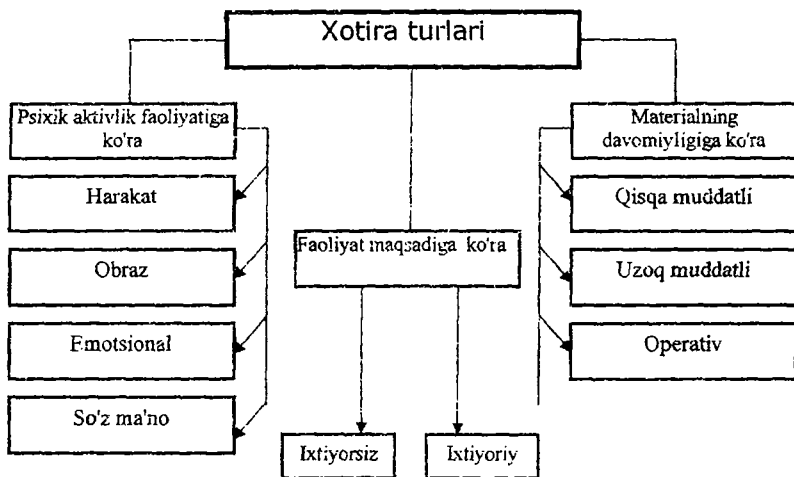 Xotira turlari
Psixik aktivlik faoliyatiga
ko'ra
Harakat
Obraz
Emotsional
So'z ma'no
Faoliyat maqsadiga ko'ra
Ixtiyorsiz
Ixtiyoriy
Materialning
davomiyligiga ko'ra
Qisqa muddatli
Uzoq muddatli
Operativ